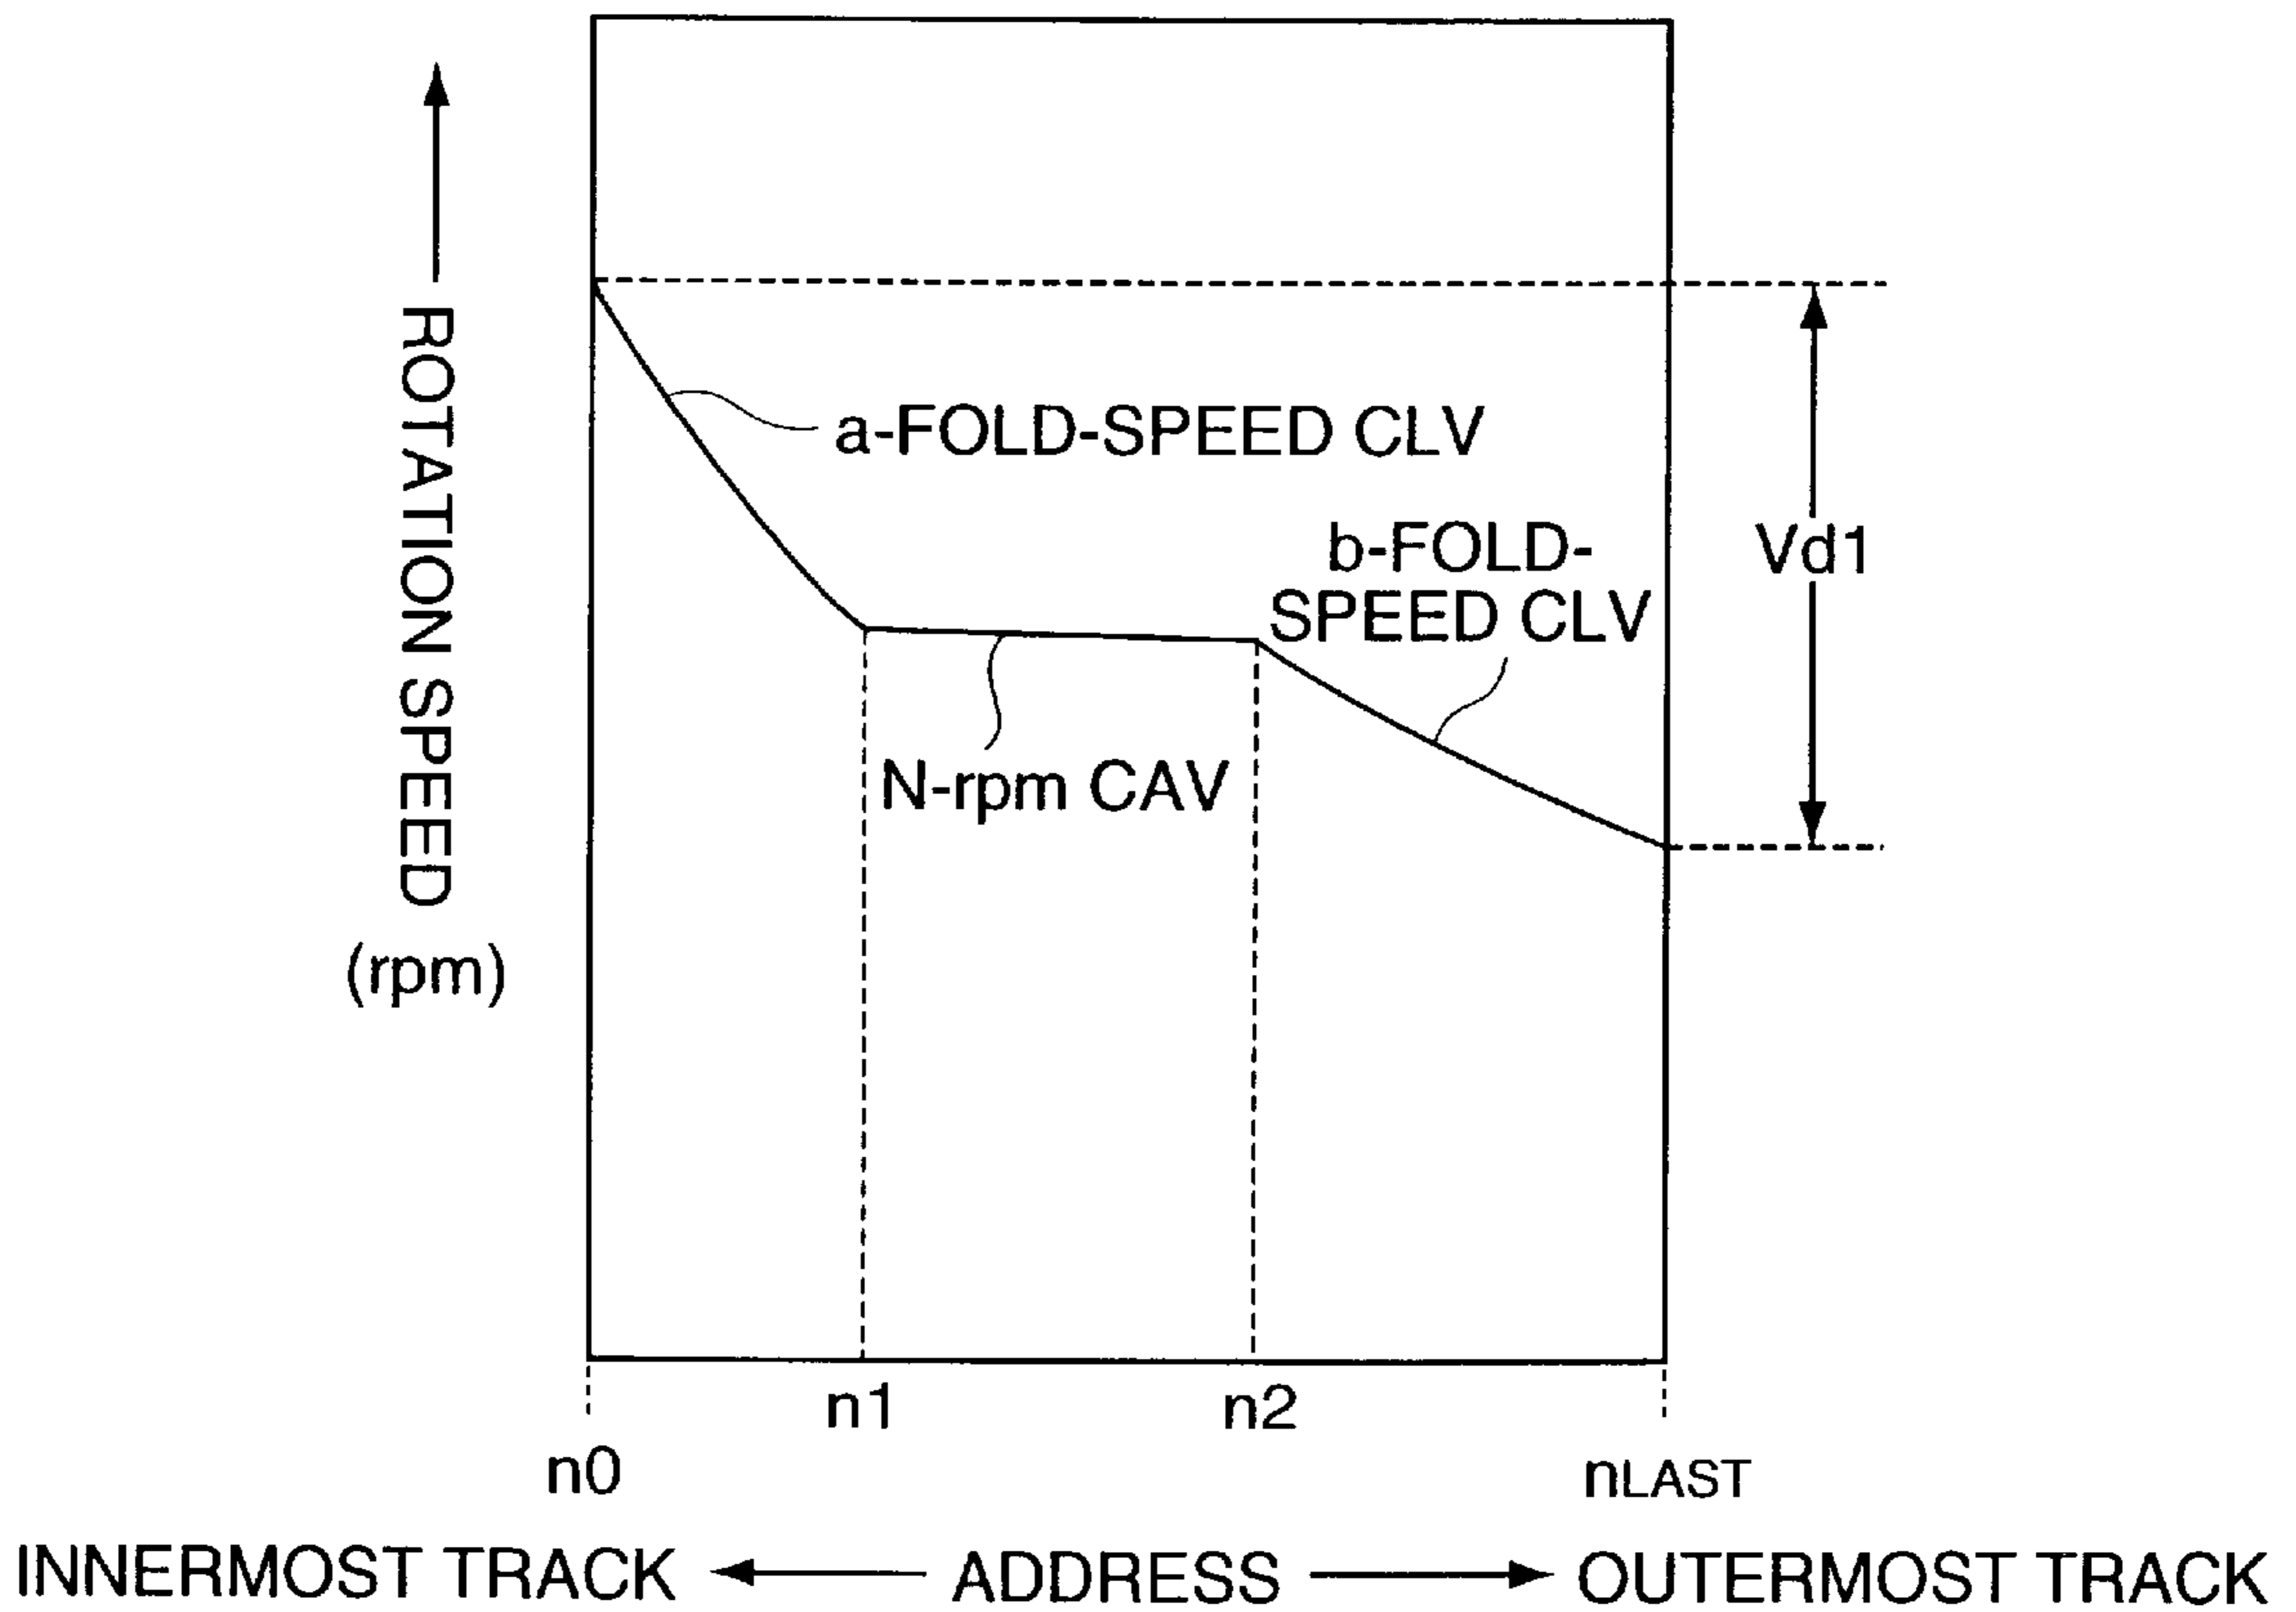 ROTATION SPEED
(rpm)
a-FOLD-SPEED CLV
b-FOLD-
SPEED CLV
Vd1
N-rpm CAV
n1
n2
n0
nLAST
INNERMOST TRACK
ADDRESS
OUTERMOST TRACK